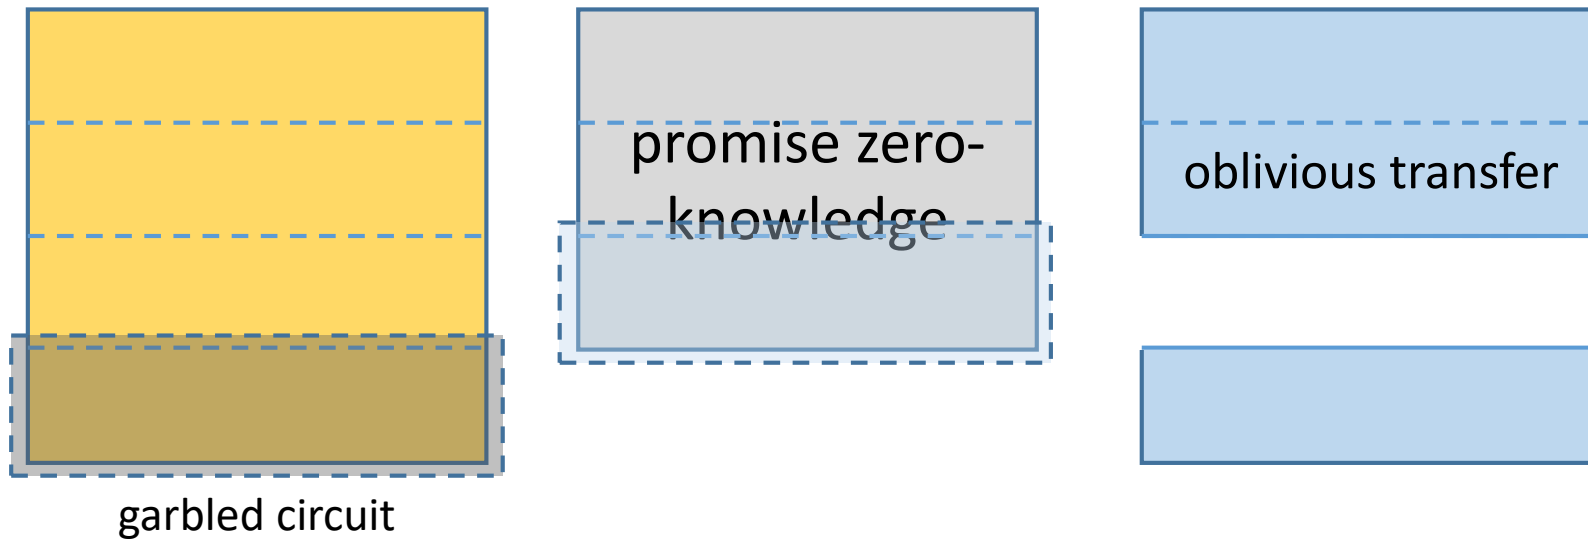 promise zero-
knowledge
oblivious transfer
garbled circuit